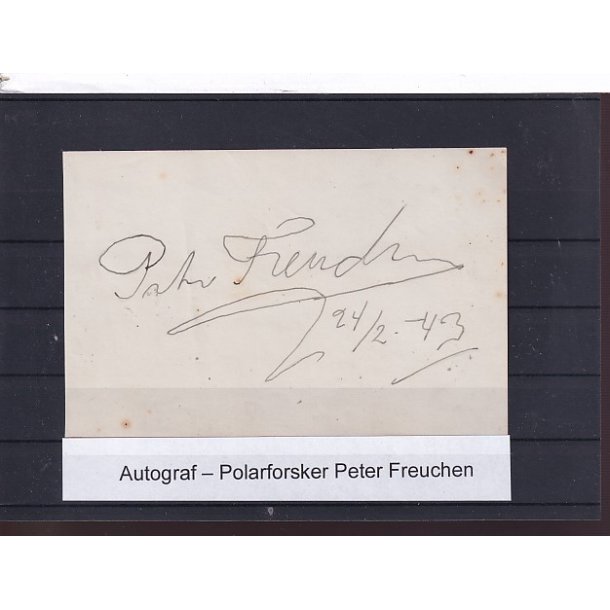 Peter Freuchen
24/2.-43
Autograf – Polarforsker Peter Freuchen